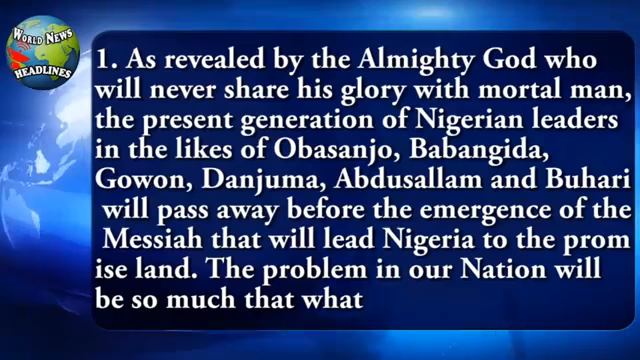 WORLD NEWS
HEADLINES
1. As revealed by the Almighty God who
will never share his glory with mortal man,
the present generation of Nigerian leaders
in the likes of Obasanjo, Babangida,
Gowon, Danjuma, Abdusallam and Buhari
will pass away before the emergence of the
Messiah that will lead Nigeria to the prom
ise land. The problem in our Nation will
be so much that what